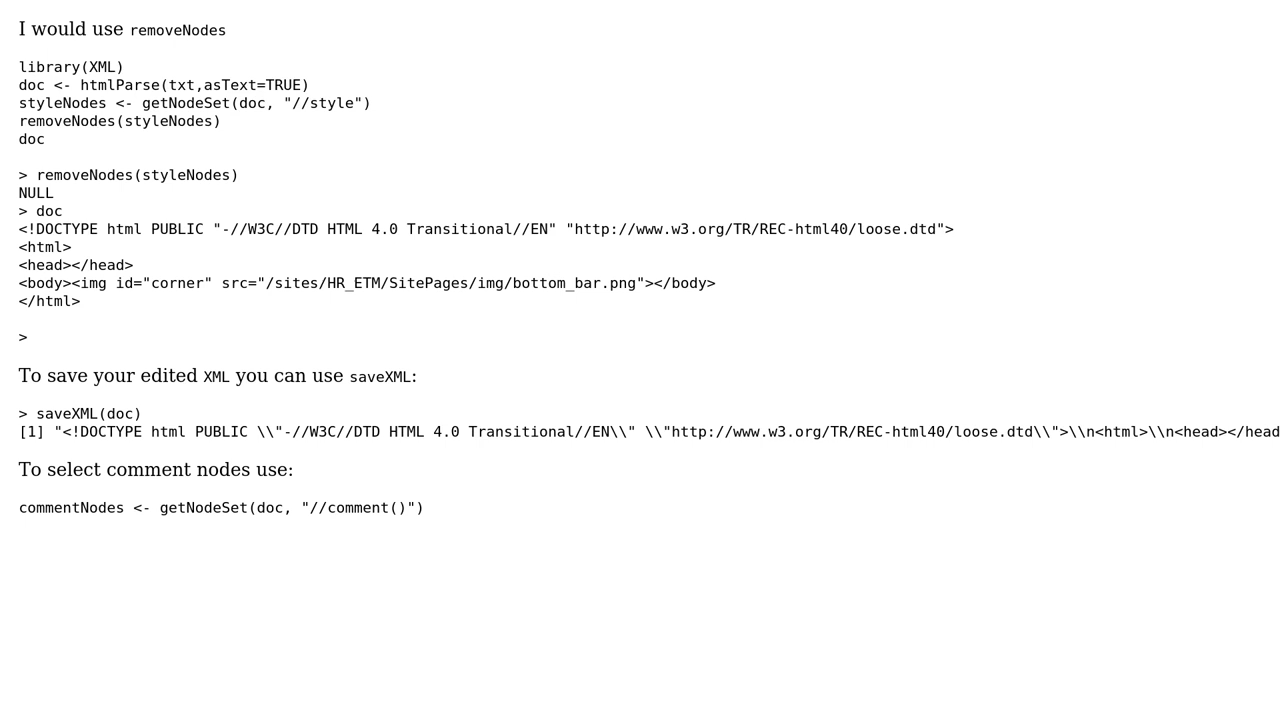 I would use removeNodes
library(XML)
doc <- htmlParse(txt,asText=TRUE)
styleNodes <- getNodeSet(doc, "//style")
removeNodes(styleNodes)
doc
> removeNodes(styleNodes)
NULL
> doc
<!DOCTYPE html PUBLIC "-//W3C//DTD HTML 4.0 Transitional//EN" "http://www.w3.org/TR/REC-html40/loose.dtd">
<html>
<head></head>
<body><img id="corner" src="/sites/HR_ETM/SitePages/img/bottom_bar.png"></body>
</html>
>
To save your edited XML you can use saveXML:
> saveXML(doc)
[1] "<!DOCTYPE html PUBLIC \\"-//W3C//DTD HTML 4.0 Transitional//EN\\" \\"http://www.w3.org/TR/REC-html40/loose.dtd\\">\\n<html>\\n<head></head
To select comment nodes use:
commentNodes <- getNodeSet(doc, "//comment()")